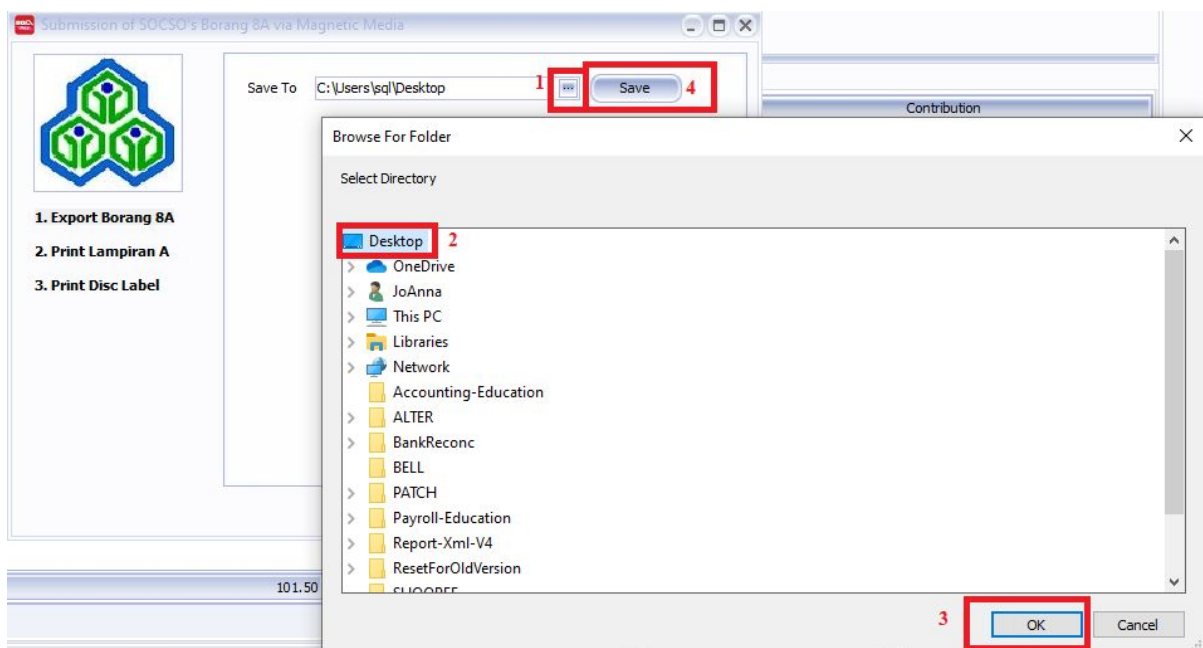 Submission of SOCSO's Borang 8A via Magnetic Media
Save To C:\Users\sql\Desktop 1 ... Save 4
Contribution
Browse For Folder
Select Directory
1. Export Borang 8A
2. Print Lampiran A
3. Print Disc Label
Desktop 2
OneDrive
JoAnna
This PC
Libraries
Network
Accounting-Education
ALTER
BankReconc
BELL
PATCH
Payroll-Education
Report-Xml-V4
ResetForOldVersion
101.50
3 OK Cancel